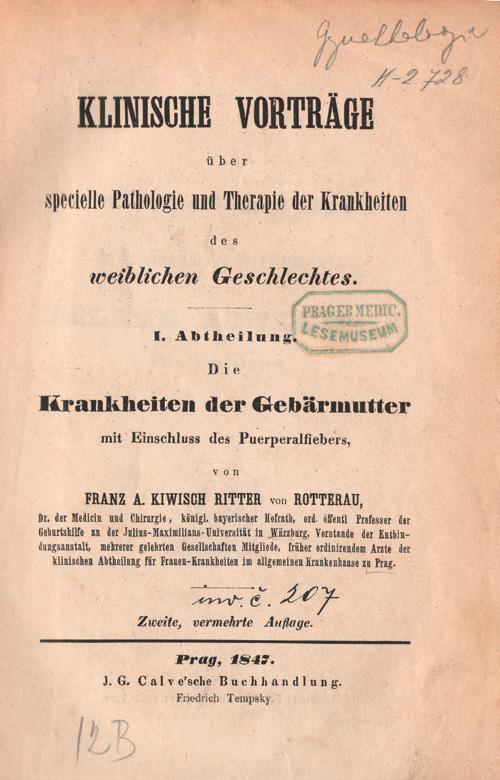 Gynekologie
H-2728
KLINISCHE VORTRÄGE
über
specielle Pathologie und Therapie der Krankheiten
des
weiblichen Geschlechtes.
PRAGER MEDIC.
LESEMUSEUM
I. Abtheilung.
Die
Krankheiten der Gebärmutter
mit Einschluss des Puerperalfiebers,
von
FRANZ A. KIWISCH RITTER von ROTTERAU,
Dr. der Medicin und Chirurgie, königl. bayerischer Hofrath, ord. öffentl Professor der
Geburtshilfe an der Julius-Maximilians-Universität in Würzburg, Vorstande der Entbin-
dungsanstalt, mehrerer gelehrten Gesellschaften Mitgliede, früher ordinirendem Arzte der
klinischen Abtheilung für Frauen-Krankheiten im allgemeinen Krankenhause zu Prag.
inv. č. 207
Zweite, vermehrte Auflage.
Prag, 1847.
J. G. Calve'sche Buchhandlung.
Friedrich Tempsky.
12B